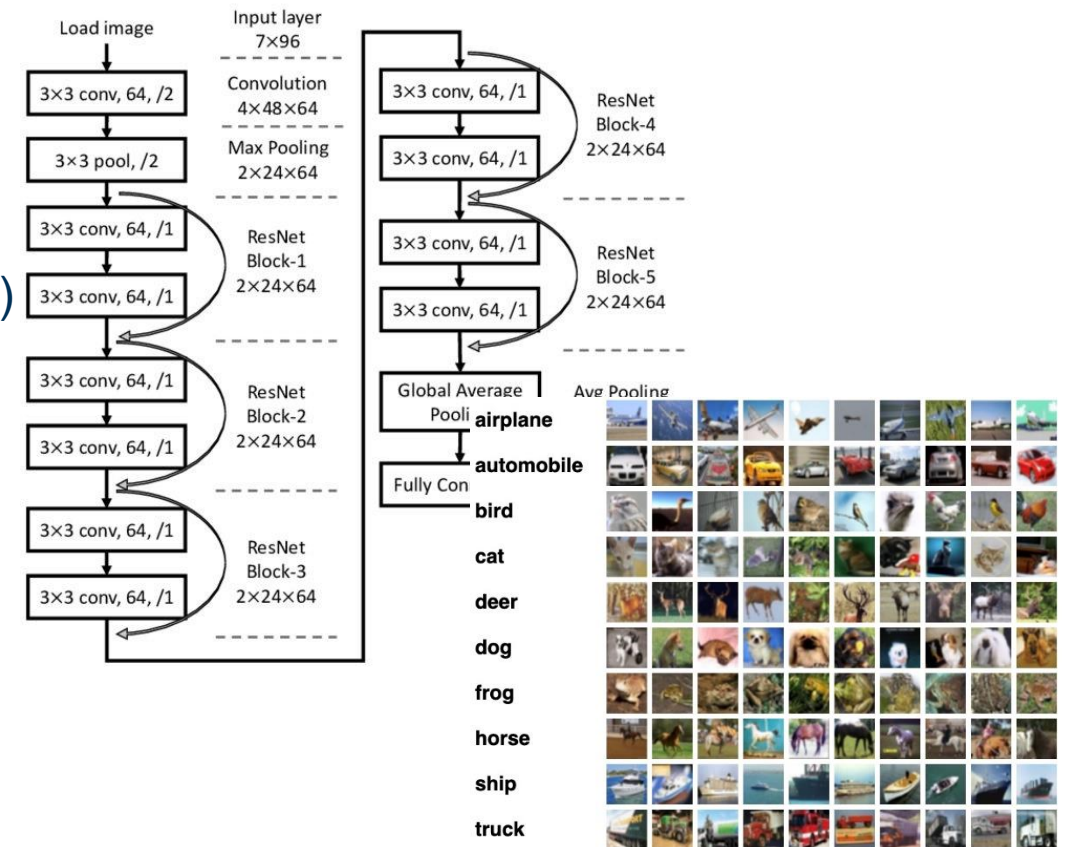 Load image
Input layer
7×96
3×3 conv, 64, /2
Convolution
4×48×64
3×3 pool, /2
Max Pooling
2×24×64
3×3 conv, 64, /1
3×3 conv, 64, /1
ResNet
Block-1
2×24×64
)
3×3 conv, 64, /1
3×3 conv, 64, /1
ResNet
Block-2
2×24×64
3×3 conv, 64, /1
3×3 conv, 64, /1
ResNet
Block-3
2×24×64
3×3 conv, 64, /1
3×3 conv, 64, /1
ResNet
Block-4
2×24×64
3×3 conv, 64, /1
3×3 conv, 64, /1
ResNet
Block-5
2×24×64
Global Average
Pooli
Avg Pooling
Fully Con
airplane
automobile
bird
cat
deer
dog
frog
horse
ship
truck